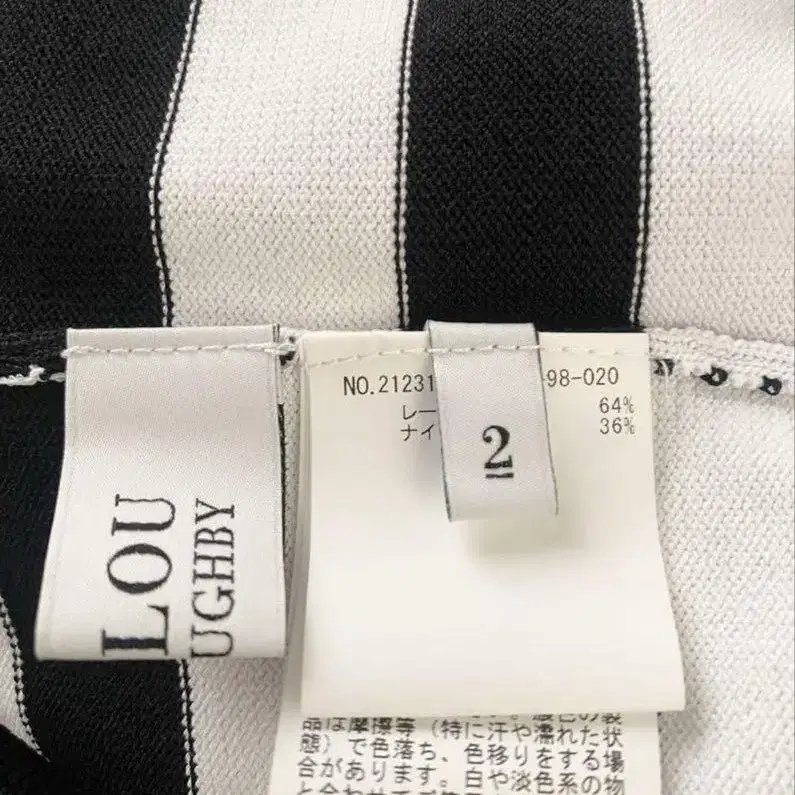 LOU
UGHBY
NO.21231
-98-020
レー
64%
ナイ
36%
2
品は摩擦等（特に汗や濡れた状
態）で色落ち、色移りをする場
合があります。白や淡色系の物